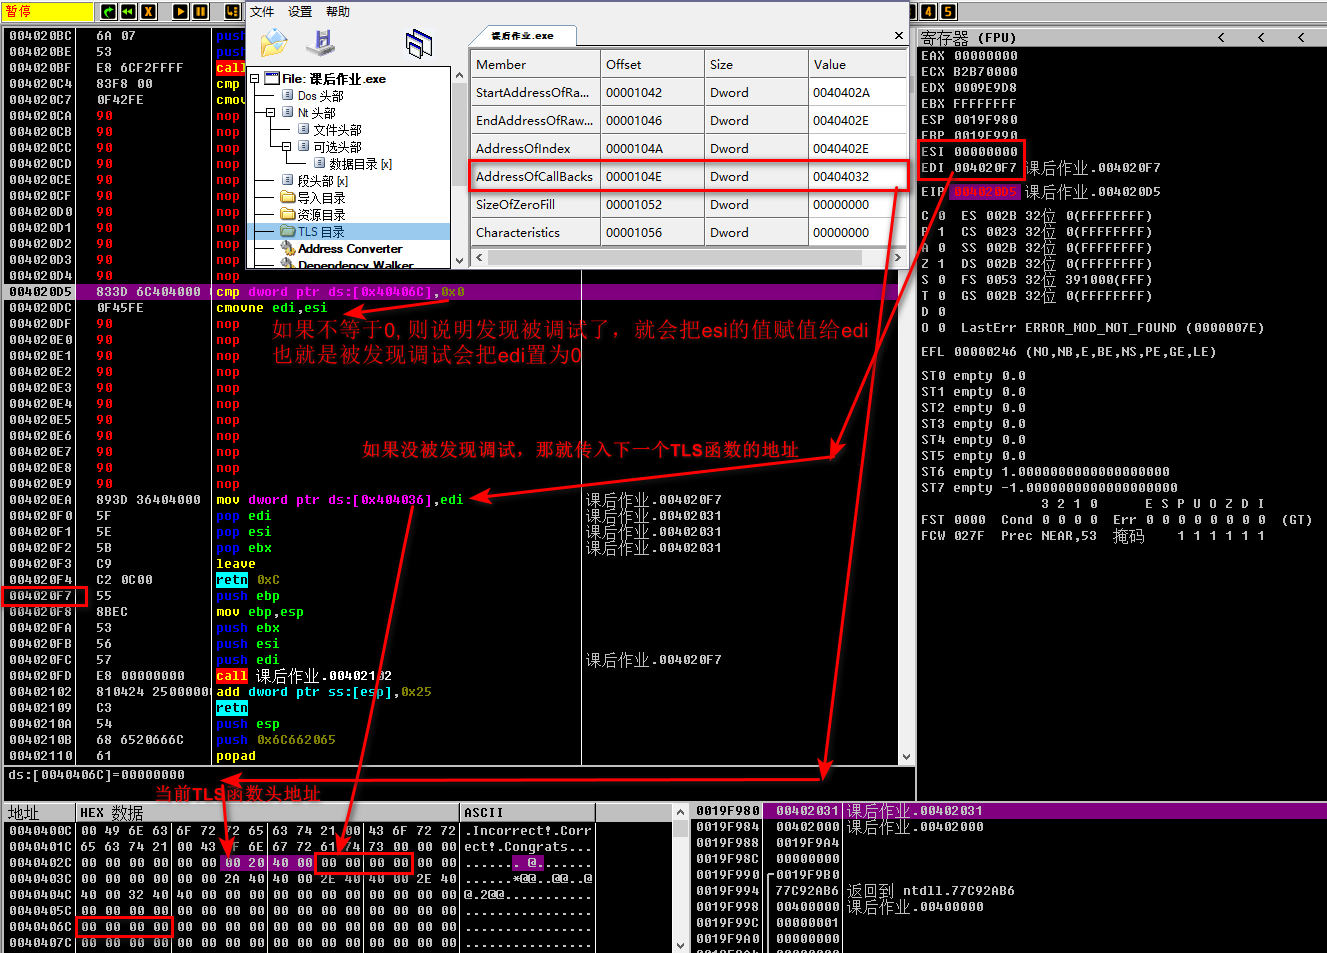 暂停
文件 设置 帮助
4 5
File: 课后作业.exe
Dos 头部
Nt 头部
文件头部
可选头部
数据目录 [x]
段头部 [x]
导入目录
资源目录
TLS 目录
Address Converter
Dependency Walker
课后作业.exe
Member Offset Size Value
StartAddressOfRa... 00001042 Dword 0040402A
EndAddressOfRaw... 00001046 Dword 0040402E
AddressOfIndex 0000104A Dword 0040402E
AddressOfCallBacks 0000104E Dword 00404032
SizeOfZeroFill 00001052 Dword 00000000
Characteristics 00001056 Dword 00000000
004020BC 6A 07 push
004020BE 53 push
004020BF E8 6CF2FFFF call
004020C4 83F8 00 cmp
004020C7 0F42FE cmov
004020CA 90 nop
004020CB 90 nop
004020CC 90 nop
004020CD 90 nop
004020CE 90 nop
004020CF 90 nop
004020D0 90 nop
004020D1 90 nop
004020D2 90 nop
004020D3 90 nop
004020D4 90 nop
004020D5 833D 6C404000 cmp dword ptr ds:[0x40406C],0x0
004020DC 0F45FE cmovne edi,esi
004020DF 90 nop
004020E0 90 nop
004020E1 90 nop
004020E2 90 nop
004020E3 90 nop
004020E4 90 nop
004020E5 90 nop
004020E6 90 nop
004020E7 90 nop
004020E8 90 nop
004020E9 90 nop
004020EA 893D 36404000 mov dword ptr ds:[0x404036],edi 课后作业.004020F7
004020F0 5F pop edi 课后作业.00402031
004020F1 5E pop esi 课后作业.00402031
004020F2 5B pop ebx 课后作业.00402031
004020F3 C9 leave
004020F4 C2 0C00 retn 0xC
004020F7 55 push ebp
004020F8 8BEC mov ebp,esp
004020FA 53 push ebx
004020FB 56 push esi
004020FC 57 push edi 课后作业.004020F7
004020FD E8 00000000 call 课后作业.00402102
00402102 810424 25000000 add dword ptr ss:[esp],0x25
00402109 C3 retn
0040210A 54 push esp
0040210B 68 6520666C push 0x6C662065
00402110 61 popad
如果不等于0,则说明发现被调试了，就会把esi的值赋值给edi
也就是被发现调试会把edi置为0
如果没被发现调试，那就传入下一个TLS函数的地址
ds:[0040406C]=00000000
当前TLS函数头地址
寄存器 (FPU) < < <
EAX 00000000
ECX B2B70000
EDX 0009E9D8
EBX FFFFFFFF
ESP 0019F980
EBP 0019F990
ESI 00000000
EDI 004020F7 课后作业.004020F7
EIP 004020D5 课后作业.004020D5
C 0 ES 002B 32位 0(FFFFFFFF)
P 1 CS 0023 32位 0(FFFFFFFF)
A 0 SS 002B 32位 0(FFFFFFFF)
Z 1 DS 002B 32位 0(FFFFFFFF)
S 0 FS 0053 32位 391000(FFF)
T 0 GS 002B 32位 0(FFFFFFFF)
D 0
O 0 LastErr ERROR_MOD_NOT_FOUND (0000007E)
EFL 00000246 (NO,NB,E,BE,NS,PE,GE,LE)
ST0 empty 0.0
ST1 empty 0.0
ST2 empty 0.0
ST3 empty 0.0
ST4 empty 0.0
ST5 empty 0.0
ST6 empty 1.0000000000000000000
ST7 empty -1.0000000000000000000
3 2 1 0 E S P U O Z D I
FST 0000 Cond 0 0 0 0 Err 0 0 0 0 0 0 0 0 (GT)
FCW 027F Prec NEAR,53 掩码 1 1 1 1 1 1
地址 HEX 数据 ASCII
0040400C 00 49 6E 63 6F 72 72 65 63 74 21 00 43 6F 72 72 .Incorrect!.Corr
0040401C 65 63 74 21 00 43 6F 6E 67 72 61 74 73 00 00 00 ect!.Congrats...
0040402C 00 00 00 00 00 00 00 20 40 00 00 00 00 00 00 00
0040403C 00 00 00 00 00 00 2A 40 40 00 2E 40 40 00 2E 40 ......*@@..@@..@
0040404C 40 00 32 40 40 00 00 00 00 00 00 00 00 00 00 00 @.2@@...........
0040405C 00 00 00 00 00 00 00 00 00 00 00 00 00 00 00 00 ................
0040406C 00 00 00 00 00 00 00 00 00 00 00 00 00 00 00 00 ................
0040407C 00 00 00 00 00 00 00 00 00 00 00 00 00 00 00 00 ................
0019F980 00402031 课后作业.00402031
0019F984 00402000 课后作业.00402000
0019F988 0019F9A4
0019F98C 00000000
0019F990 0019F9B0
0019F994 77C92AB6 返回到 ntdll.77C92AB6
0019F998 00400000 课后作业.00400000
0019F99C 00000001
0019F9A0 00000000